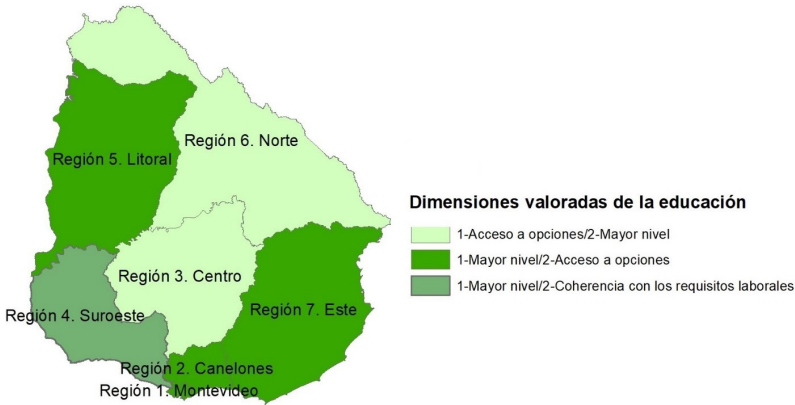 Región 6. Norte
Región 5. Litoral
Dimensiones valoradas de la educación
1-Acceso a opciones/2-Mayor nivel
1-Mayor nivel/2-Acceso a opciones
1-Mayor nivel/2-Coherencia con los requisitos laborales
Región 3. Centro
Región 7. Este
Región 4. Suroeste
Región 2. Canelones
Región 1. Montevideo